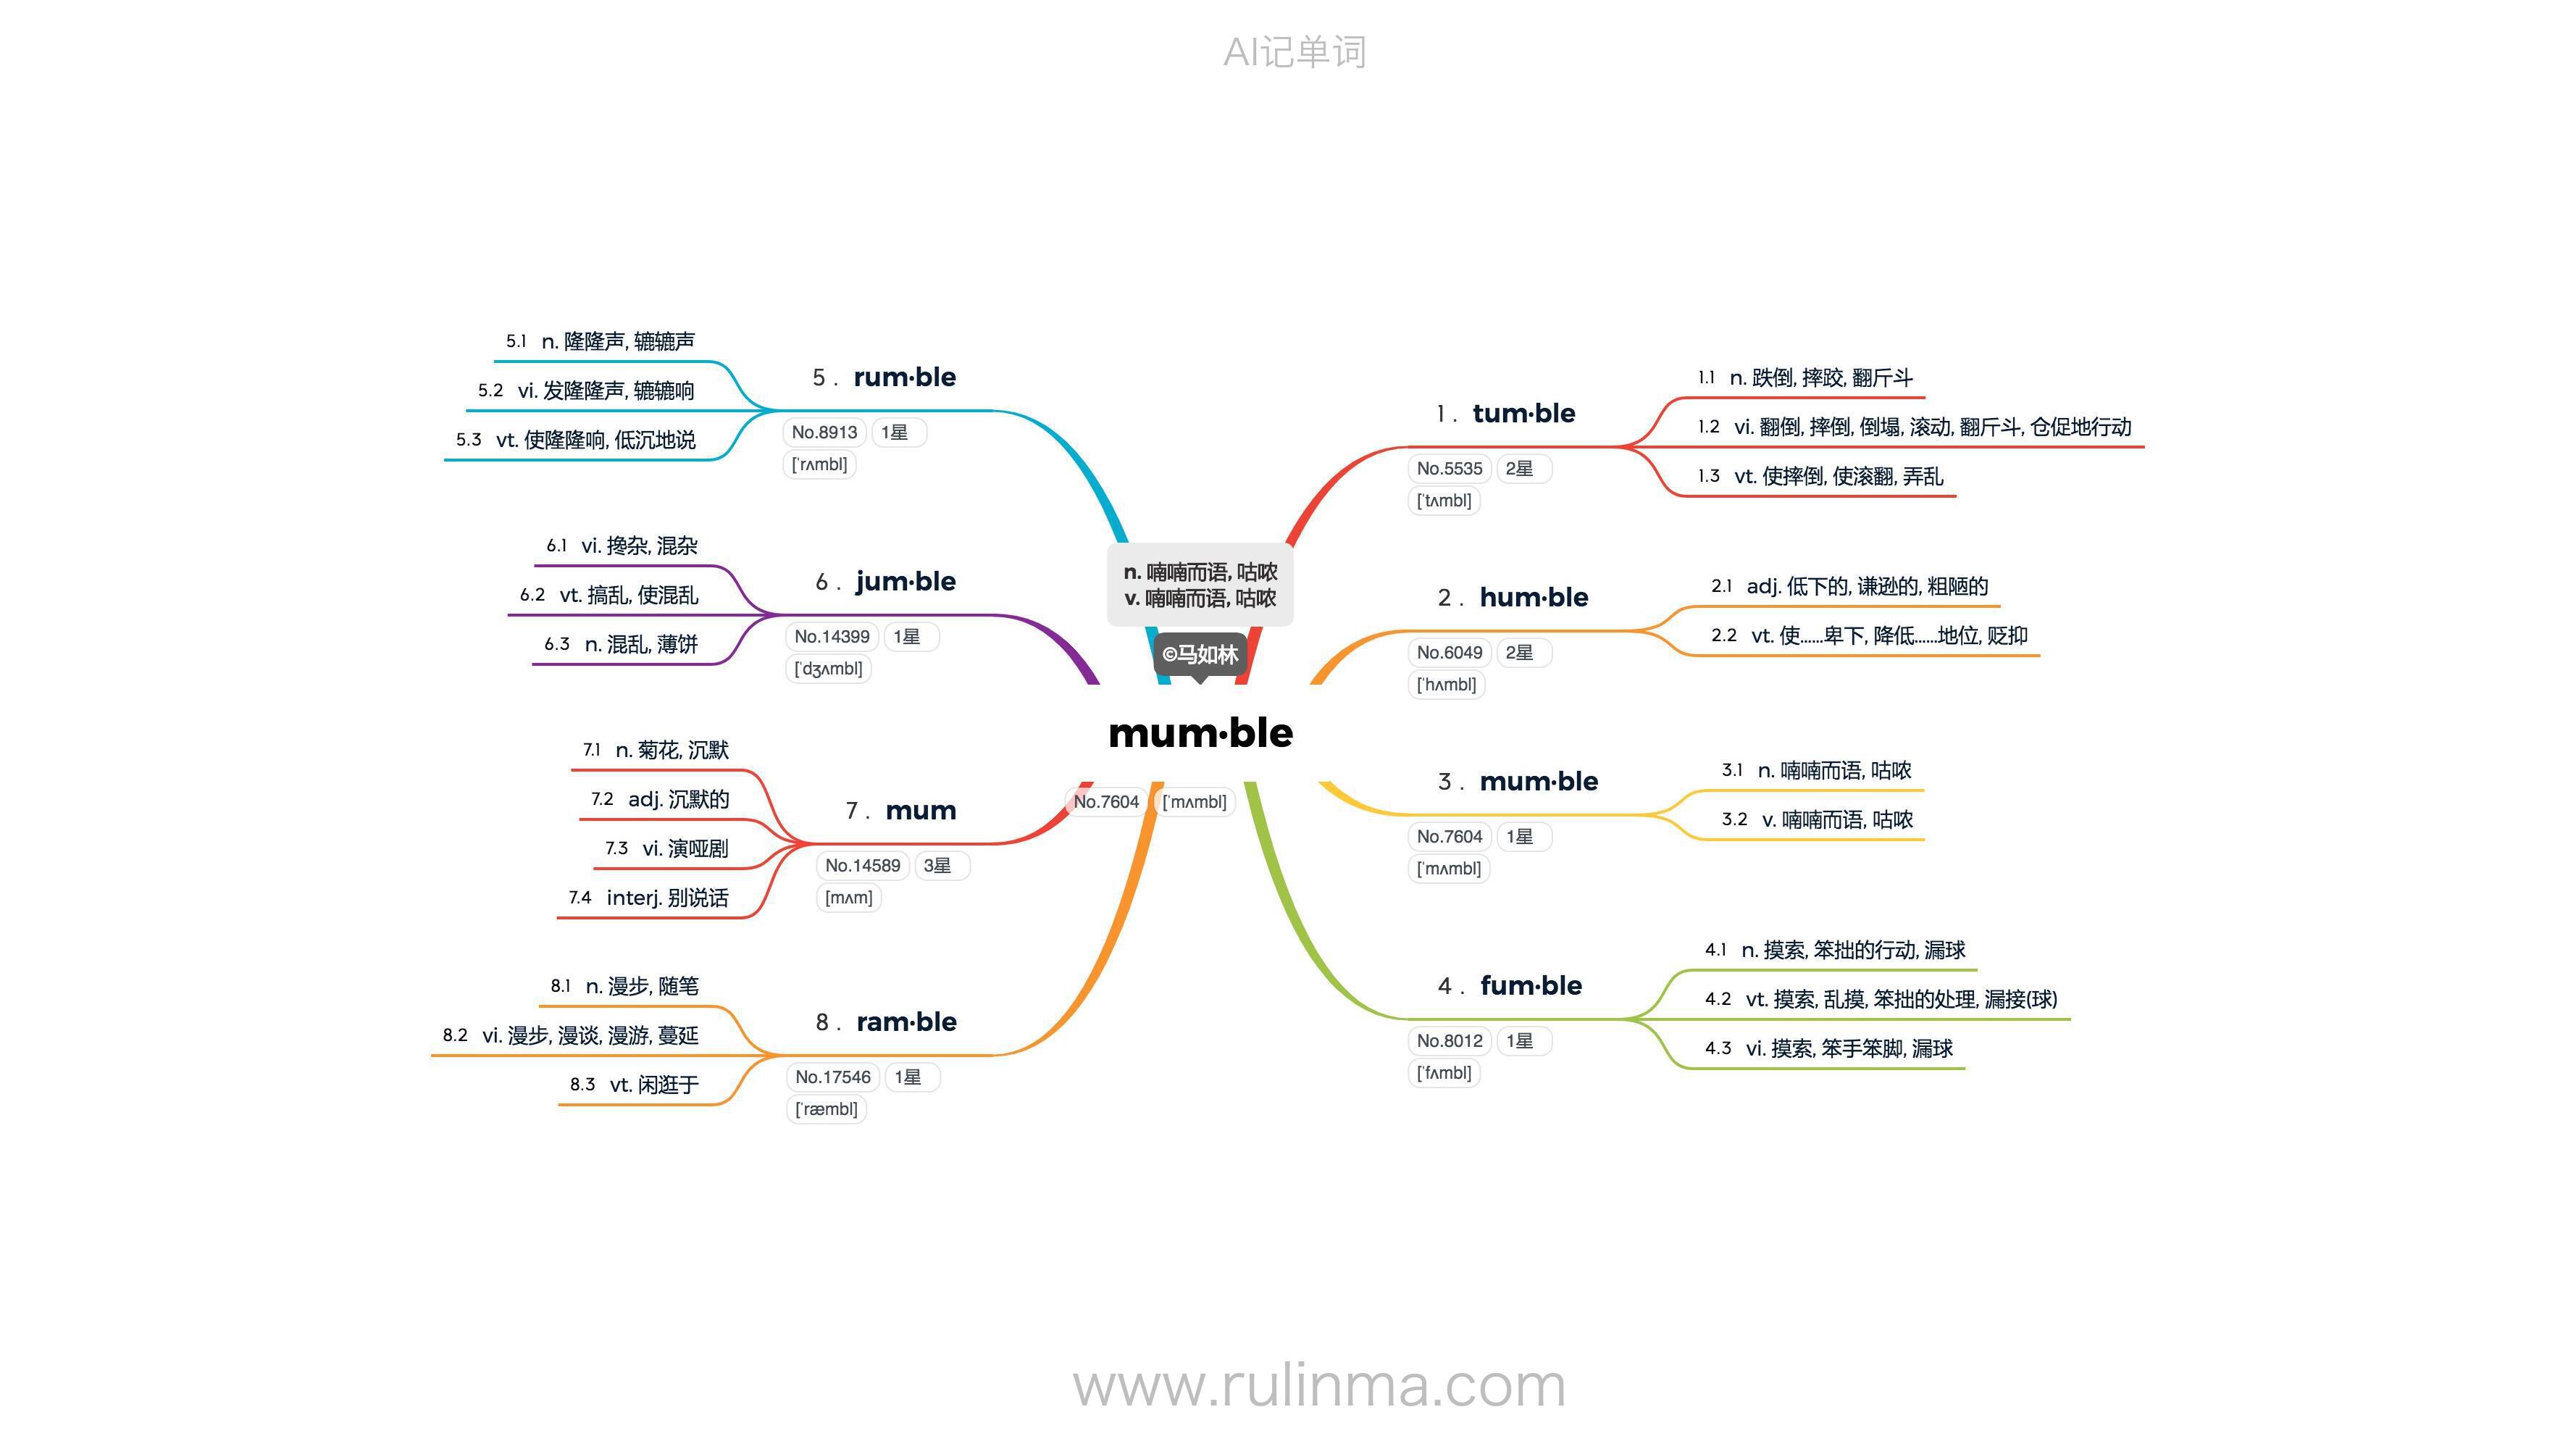 AI记单词
n. 喃喃而语, 咕哝
v. 喃喃而语, 咕哝
©马如林
mum·ble
No.7604 [ˈmʌmbl]
1 . tum·ble
No.5535 2星
[ˈtʌmbl]
1.1 n. 跌倒, 摔跤, 翻斤斗
1.2 vi. 翻倒, 摔倒, 倒塌, 滚动, 翻斤斗, 仓促地行动
1.3 vt. 使摔倒, 使滚翻, 弄乱
2 . hum·ble
No.6049 2星
[ˈhʌmbl]
2.1 adj. 低下的, 谦逊的, 粗陋的
2.2 vt. 使......卑下, 降低......地位, 贬抑
3 . mum·ble
No.7604 1星
[ˈmʌmbl]
3.1 n. 喃喃而语, 咕哝
3.2 v. 喃喃而语, 咕哝
4 . fum·ble
No.8012 1星
[ˈfʌmbl]
4.1 n. 摸索, 笨拙的行动, 漏球
4.2 vt. 摸索, 乱摸, 笨拙的处理, 漏接(球)
4.3 vi. 摸索, 笨手笨脚, 漏球
5 . rum·ble
No.8913 1星
[ˈrʌmbl]
5.1 n. 隆隆声, 辘辘声
5.2 vi. 发隆隆声, 辘辘响
5.3 vt. 使隆隆响, 低沉地说
6 . jum·ble
No.14399 1星
[ˈdʒʌmbl]
6.1 vi. 搀杂, 混杂
6.2 vt. 搞乱, 使混乱
6.3 n. 混乱, 薄饼
7 . mum
No.14589 3星
[mʌm]
7.1 n. 菊花, 沉默
7.2 adj. 沉默的
7.3 vi. 演哑剧
7.4 interj. 别说话
8 . ram·ble
No.17546 1星
[ˈræmbl]
8.1 n. 漫步, 随笔
8.2 vi. 漫步, 漫谈, 漫游, 蔓延
8.3 vt. 闲逛于
www.rulinma.com